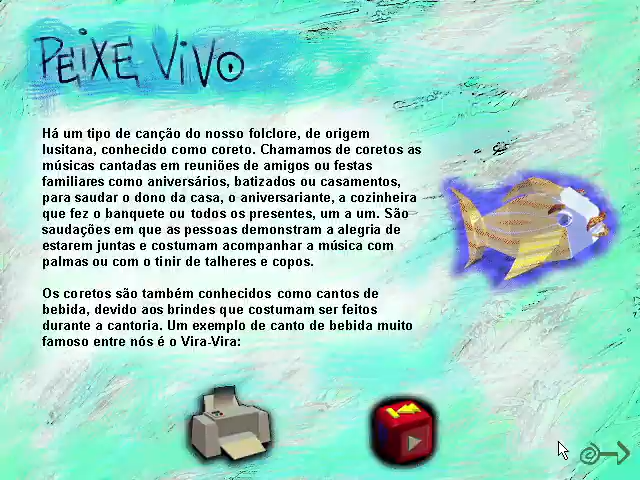 PEIXE VIVO
Há um tipo de canção do nosso folclore, de origem
lusitana, conhecido como coreto. Chamamos de coretos as
músicas cantadas em reuniões de amigos ou festas
familiares como aniversários, batizados ou casamentos,
para saudar o dono da casa, o aniversariante, a cozinheira
que fez o banquete ou todos os presentes, um a um. São
saudações em que as pessoas demonstram a alegria de
estarem juntas e costumam acompanhar a música com
palmas ou com o tinir de talheres e copos.
Os coretos são também conhecidos como cantos de
bebida, devido aos brindes que costumam ser feitos
durante a cantoria. Um exemplo de canto de bebida muito
famoso entre nós é o Vira-Vira: